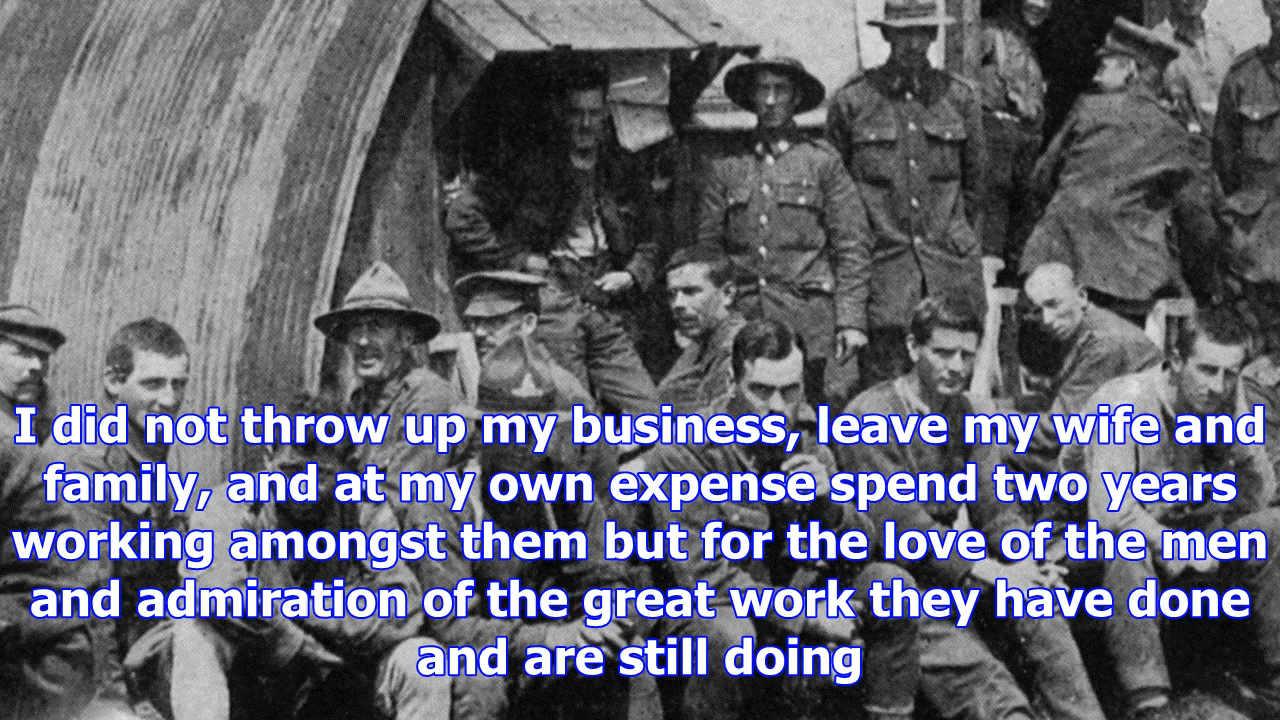 I did not throw up my business, leave my wife and
family, and at my own expense spend two years
working amongst them but for the love of the men
and admiration of the great work they have done
and are still doing